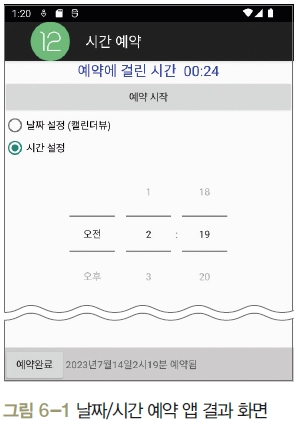 1:20
12 시간 예약
예약에 걸린 시간 00:24
예약 시작
날짜 설정 (캘린더뷰)
시간 설정
1 18
오전 2 : 19
오후 3 20
예약완료 2023년7월14일2시19분 예약됨
그림 6-1 날짜/시간 예약 앱 결과 화면